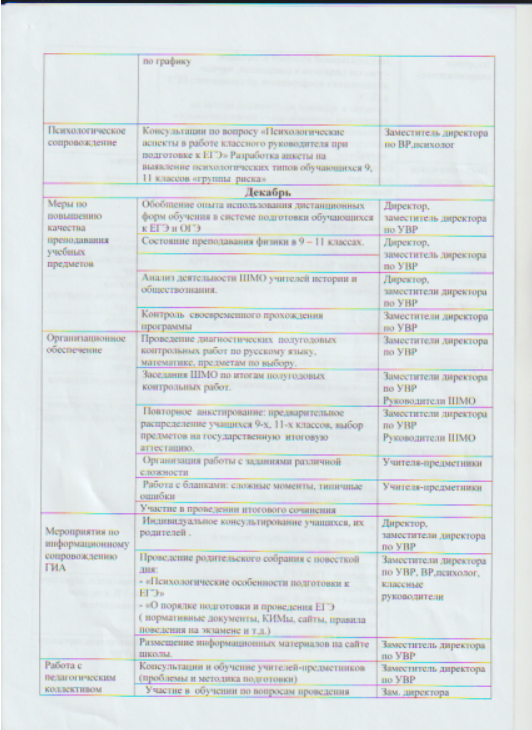 по графику
Психологическое
сопровождение
Консультации по вопросу «Психологические
аспекты в работе классного руководителя при
подготовке к ЕГЭ» Разработка анкеты на
выявление психологических типов обучающихся 9,
11 классов «группы риска»
Заместитель директора
по ВР,психолог
Декабрь
Меры по
повышению
качества
преподавания
учебных
предметов
Обобщение опыта использования дистанционных
форм обучения в системе подготовки обучающихся
к ЕГЭ и ОГЭ
Директор,
заместитель директора
по УВР
Состояние преподавания физики в 9 – 11 классах.
Директор,
заместитель директора
по УВР
Анализ деятельности ШМО учителей истории и
обществознания.
Директор,
заместители директора
по УВР
Контроль своевременного прохождения
программы
Заместители директора
по УВР
Организационное
обеспечение
Проведение диагностических полугодовых
контрольных работ по русскому языку,
математике, предметам по выбору.
Заместители директора
по УВР
Заседания ШМО по итогам полугодовых
контрольных работ.
Заместители директора
по УВР
Руководители ШМО
Повторное анкетирование: предварительное
распределение учащихся 9-х, 11-х классов, выбор
предметов на государственную итоговую
аттестацию.
Заместители директора
по УВР
Руководители ШМО
Организация работы с заданиями различной
сложности
Учителя-предметники
Работа с бланками: сложные моменты, типичные
ошибки
Учителя-предметники
Участие в проведении итогового сочинения
Мероприятия по
информационному
сопровождению
ГИА
Индивидуальное консультирование учащихся, их
родителей .
Директор,
заместители директора
по УВР
Проведение родительского собрания с повесткой
дня:
- «Психологические особенности подготовки к
ЕГЭ»
- «О порядке подготовки и проведения ЕГЭ
( нормативные документы, КИМы, сайты, правила
поведения на экзамене и т.д.)
Заместители директора
по УВР, ВР,психолог,
классные
руководители
Размещение информационных материалов на сайте
школы.
Заместитель директора
по УВР
Работа с
педагогическим
коллективом
Консультации и обучение учителей-предметников
(проблемы и методика подготовки)
Заместитель директора
по УВР
Участие в обучении по вопросам проведения
Зам. директора